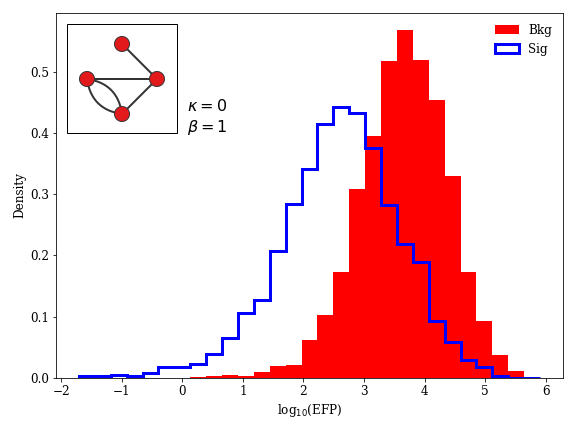 Bkg
Sig
κ = 0
β = 1
Density
0.0
0.1
0.2
0.3
0.4
0.5
−2
−1
0
1
2
3
4
5
6
log₁₀(EFP)